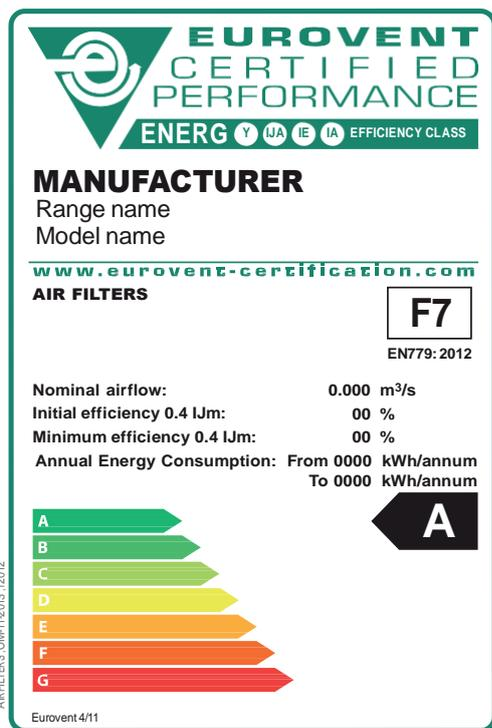 EUROVENT
CERTIFIED
PERFORMANCE
ENERG Y IJA IE IA EFFICIENCY CLASS
MANUFACTURER
Range name
Model name
www.eurovent-certification.com
AIR FILTERS
F7
EN779: 2012
Nominal airflow: 0.000 m³/s
Initial efficiency 0.4 IJm: 00 %
Minimum efficiency 0.4 IJm: 00 %
Annual Energy Consumption: From 0000 kWh/annum
To 0000 kWh/annum
A
A
B
C
D
E
F
G
Eurovent 4/11